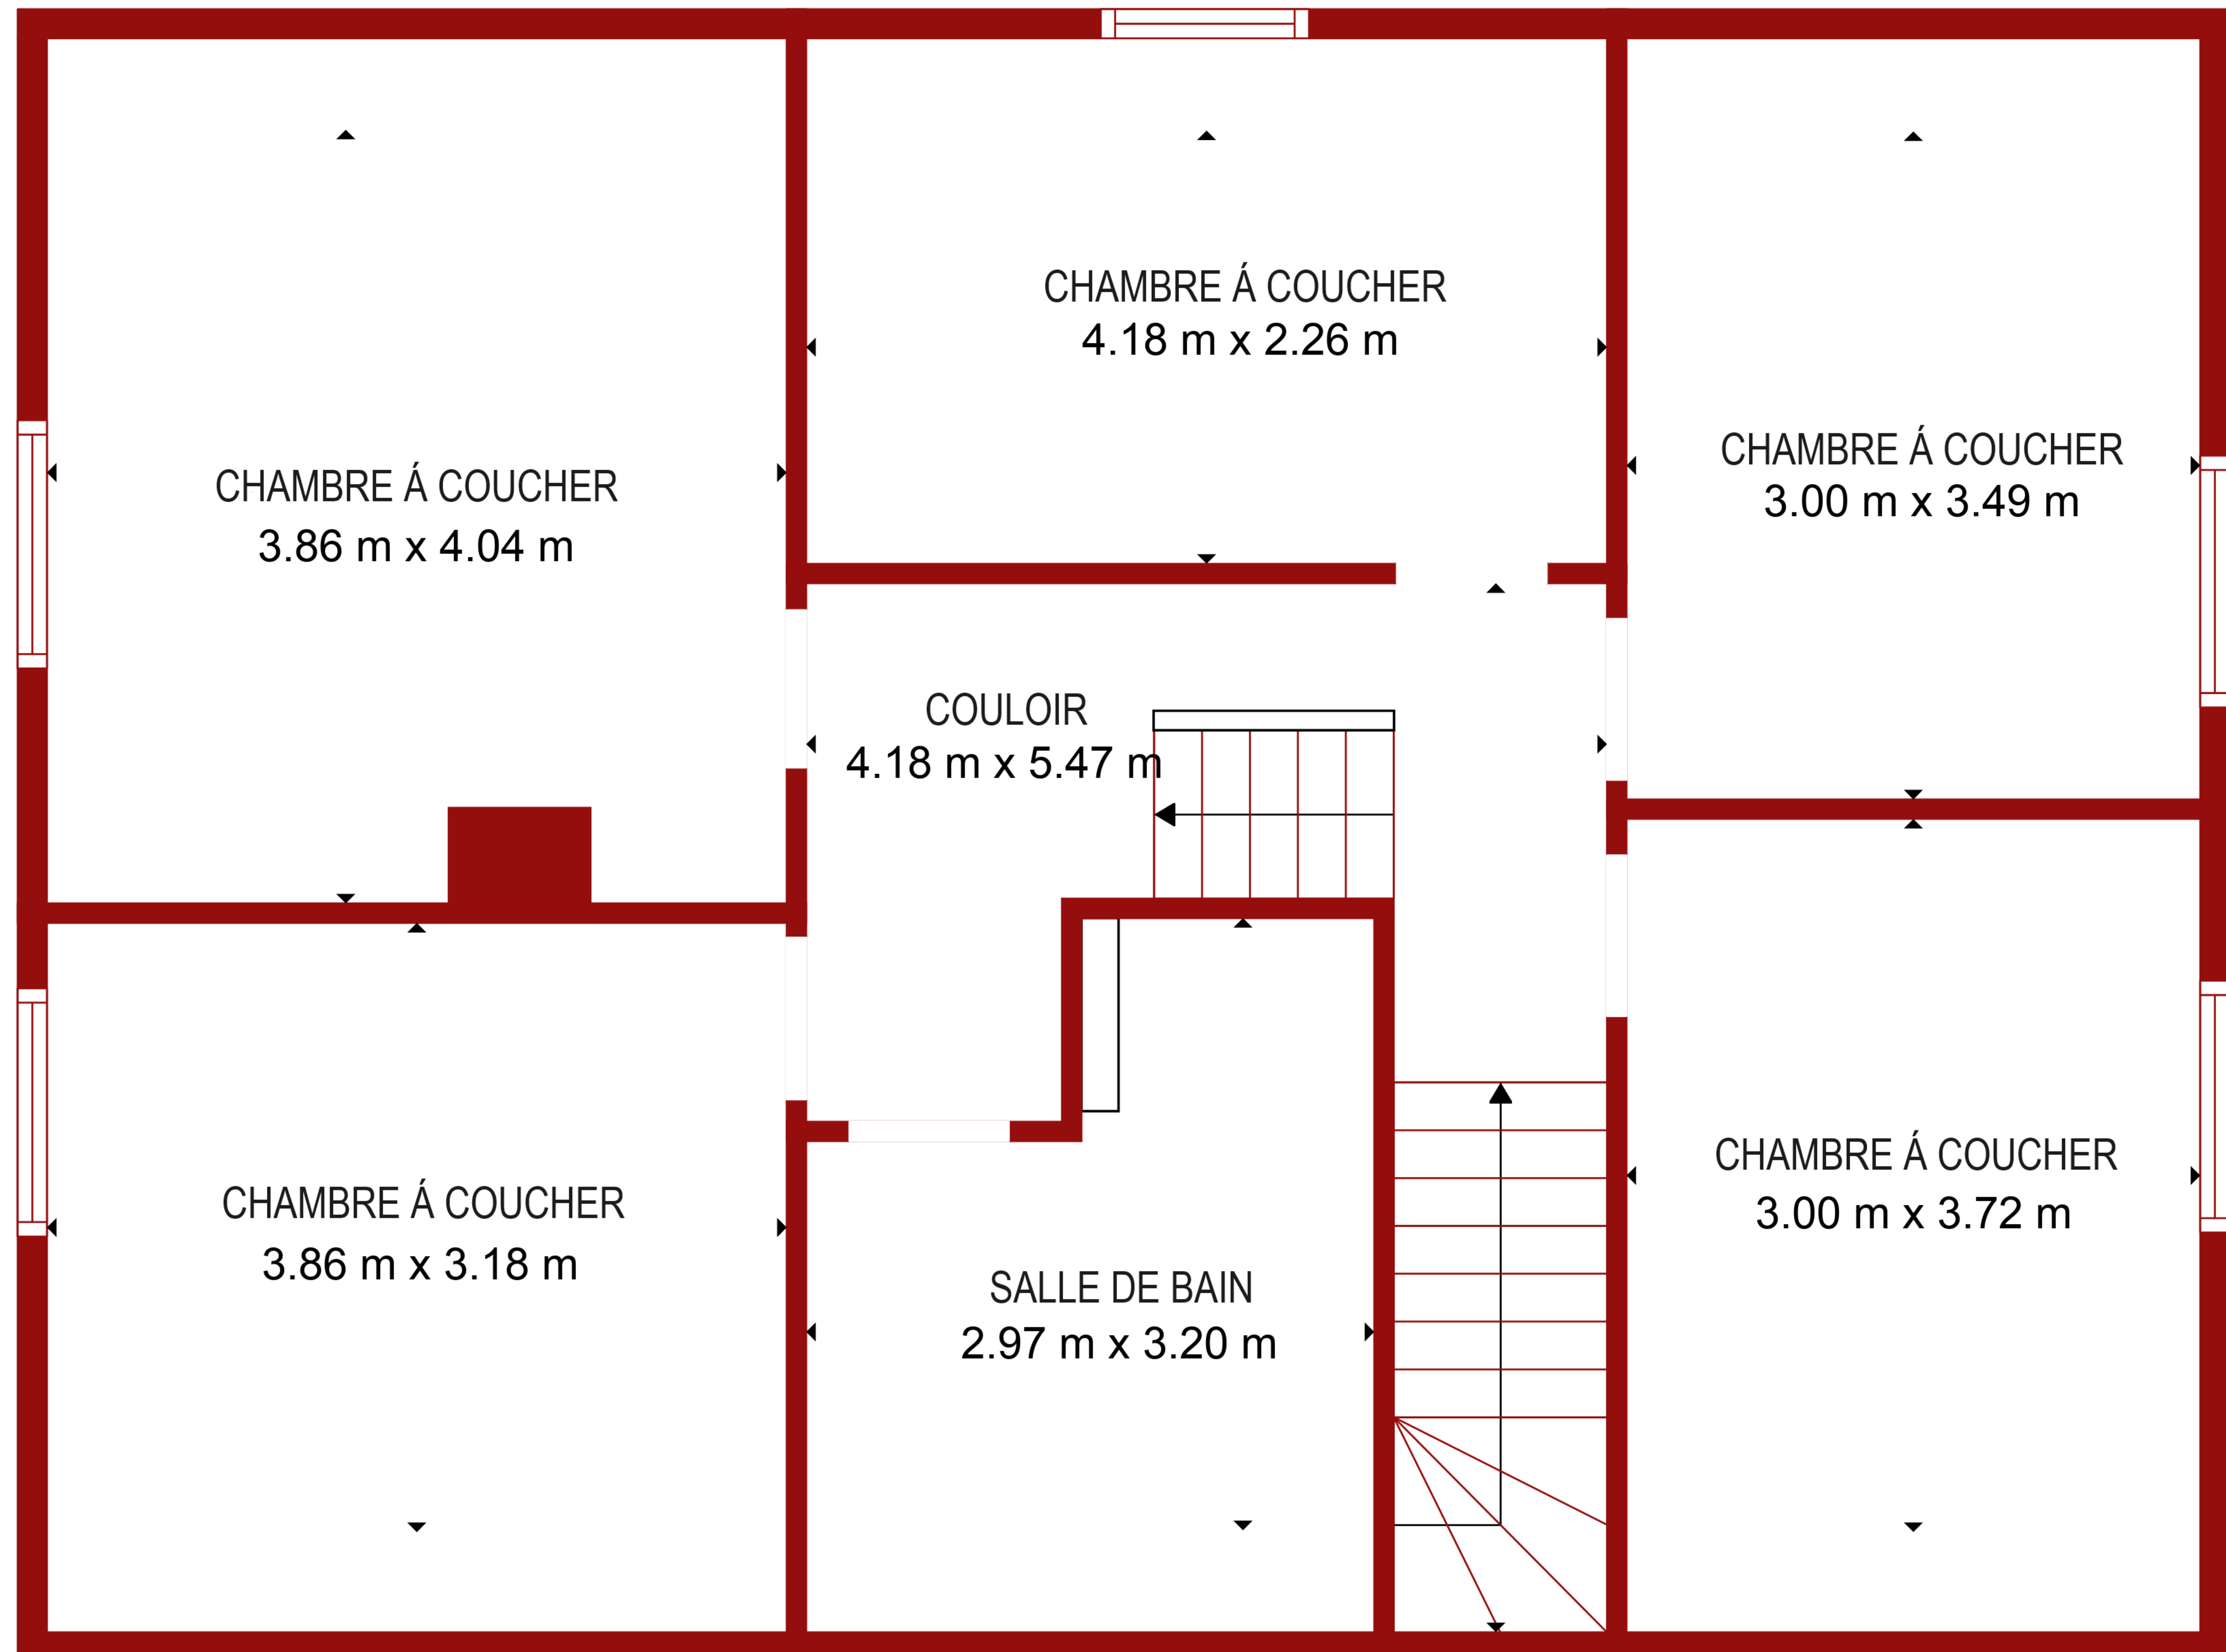 CHAMBRE Á COUCHER
4.18 m x 2.26 m
CHAMBRE Á COUCHER
3.00 m x 3.49 m
CHAMBRE Á COUCHER
3.86 m x 4.04 m
COULOIR
4.18 m x 5.47 m
CHAMBRE Á COUCHER
3.00 m x 3.72 m
CHAMBRE Á COUCHER
3.86 m x 3.18 m
SALLE DE BAIN
2.97 m x 3.20 m